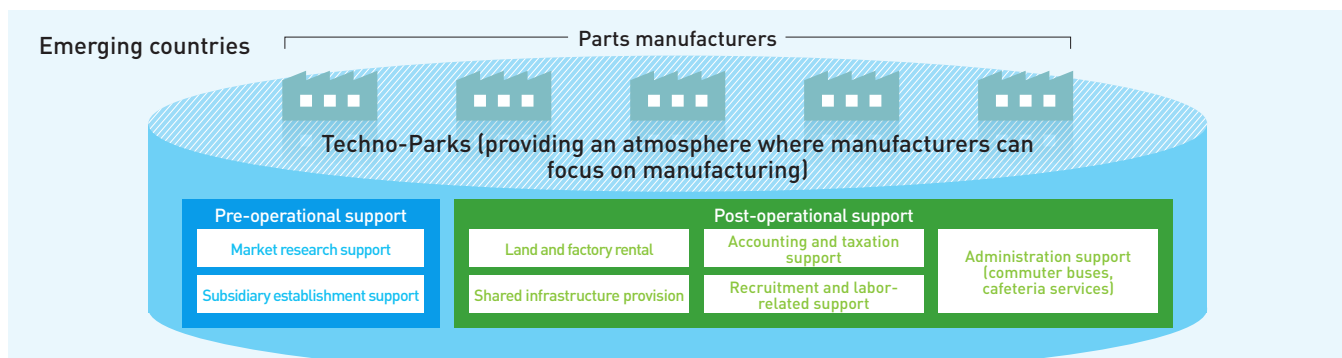 Emerging countries
Parts manufacturers
Techno-Parks (providing an atmosphere where manufacturers can
focus on manufacturing)
Pre-operational support
Market research support
Subsidiary establishment support
Post-operational support
Land and factory rental
Shared infrastructure provision
Accounting and taxation
support
Recruitment and labor-
related support
Administration support
(commuter buses,
cafeteria services)